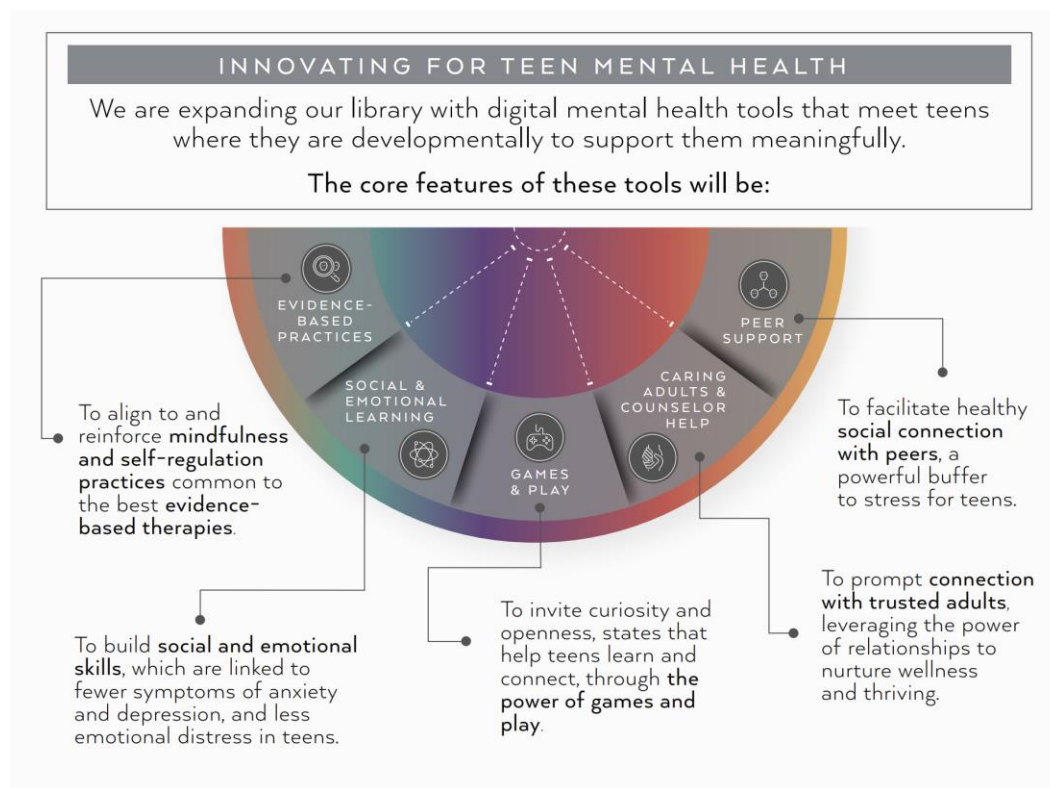 INNOVATING FOR TEEN MENTAL HEALTH
We are expanding our library with digital mental health tools that meet teens
where they are developmentally to support them meaningfully.
The core features of these tools will be:
EVIDENCE-
BASED
PRACTICES
SOCIAL &
EMOTIONAL
LEARNING
GAMES
& PLAY
CARING
ADULTS &
COUNSELOR
HELP
PEER
SUPPORT
To align to and
reinforce mindfulness
and self-regulation
practices common to
the best evidence-
based therapies.
To build social and emotional
skills, which are linked to
fewer symptoms of anxiety
and depression, and less
emotional distress in teens.
To invite curiosity and
openness, states that
help teens learn and
connect, through the
power of games and
play.
To prompt connection
with trusted adults,
leveraging the power
of relationships to
nurture wellness
and thriving.
To facilitate healthy
social connection
with peers, a
powerful buffer
to stress for teens.